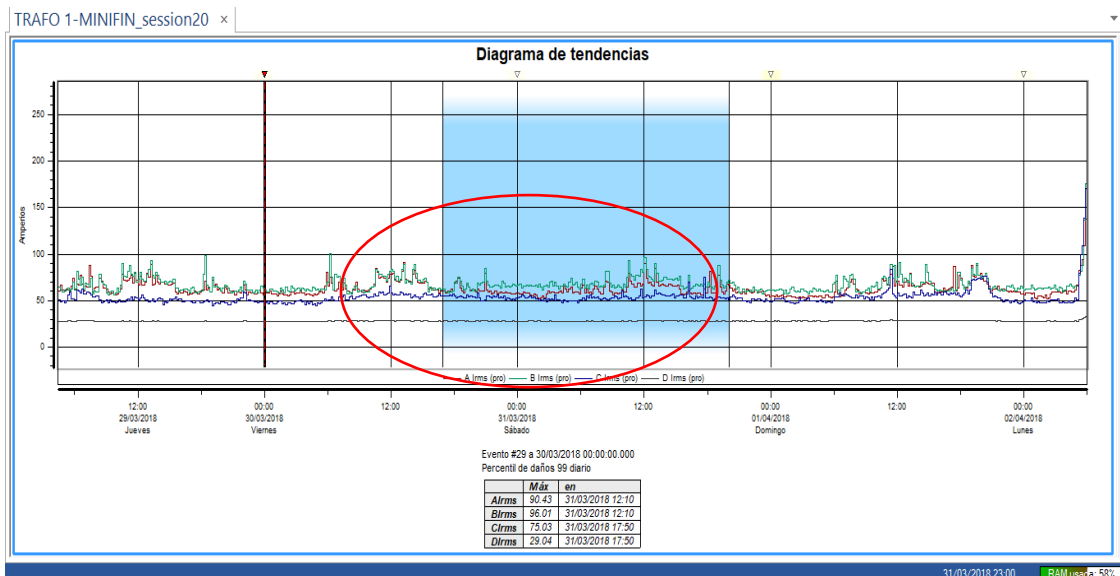 TRAFO 1-MINIFIN_session20 ×
Diagrama de tendencias
250
200
150
100
50
0
Amperios
A Irms (pro) B Irms (pro) C Irms (pro) D Irms (pro)
12:00 00:00 12:00 00:00 12:00 00:00 12:00 00:00
29/03/2018 30/03/2018 31/03/2018 01/04/2018 02/04/2018
Jueves Viernes Sábado Domingo Lunes
Evento #29 a 30/03/2018 00:00:00.000
Percentil de daños 99 diario
Máx en
AIrms 90.43 31/03/2018 12:10
BIrms 96.01 31/03/2018 12:10
CIrms 75.03 31/03/2018 17:50
DIrms 29.04 31/03/2018 17:50
31/03/2018 23:00 RAM usada: 58%